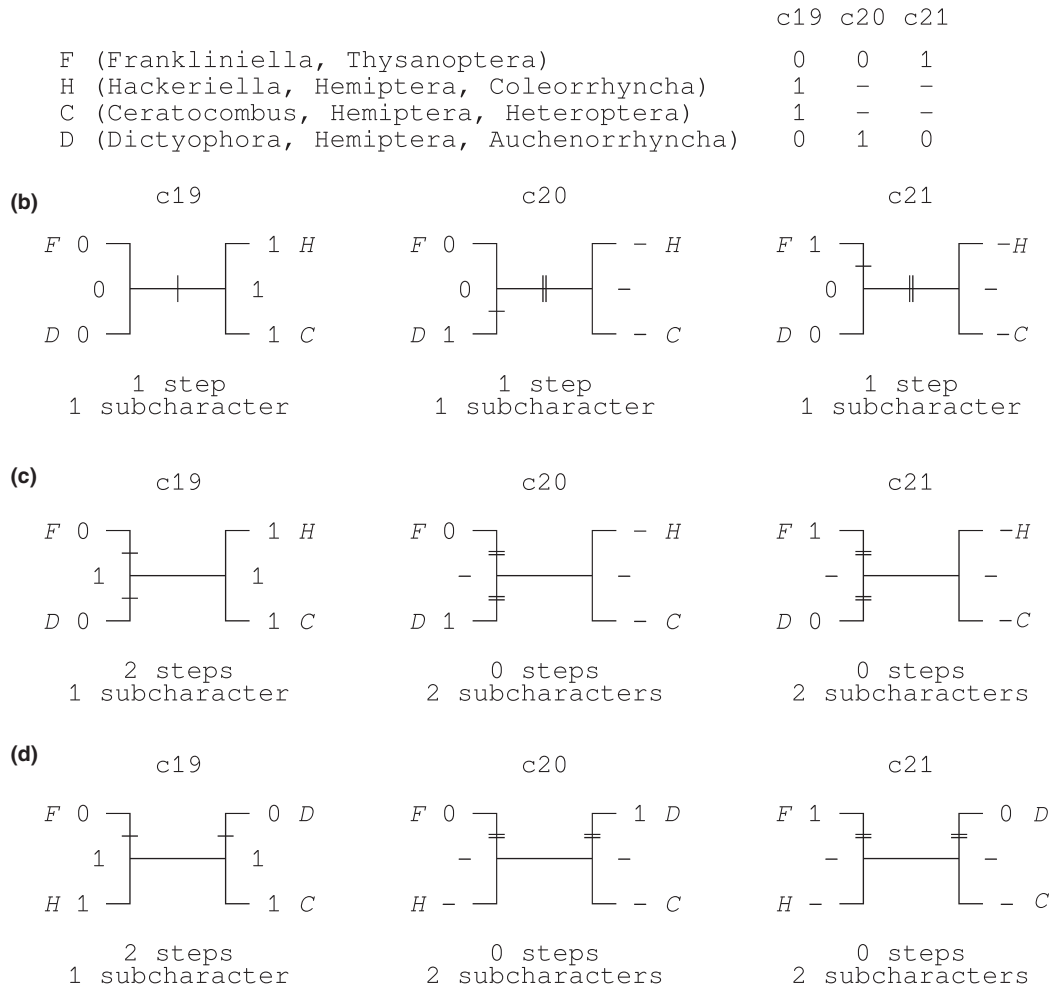 c19 c20 c21
F (Frankliniella, Thysanoptera) 0 0 1
H (Hackeriella, Hemiptera, Coleorrhyncha) 1 – –
C (Ceratocombus, Hemiptera, Heteroptera) 1 – –
D (Dictyophora, Hemiptera, Auchenorrhyncha) 0 1 0
(b)
c19 c20 c21
F 0 1 H F 0 – H F 1 –H
0 1 0 – 0 –
D 0 1 C D 1 – C D 0 –C
1 step 1 step 1 step
1 subcharacter 1 subcharacter 1 subcharacter
(c)
c19 c20 c21
F 0 1 H F 0 – H F 1 –H
1 1 – – – –
D 0 1 C D 1 – C D 0 –C
2 steps 0 steps 0 steps
1 subcharacter 2 subcharacters 2 subcharacters
(d)
c19 c20 c21
F 0 0 D F 0 1 D F 1 0 D
1 1 – – – –
H 1 1 C H – – C H – – C
2 steps 0 steps 0 steps
1 subcharacter 2 subcharacters 2 subcharacters